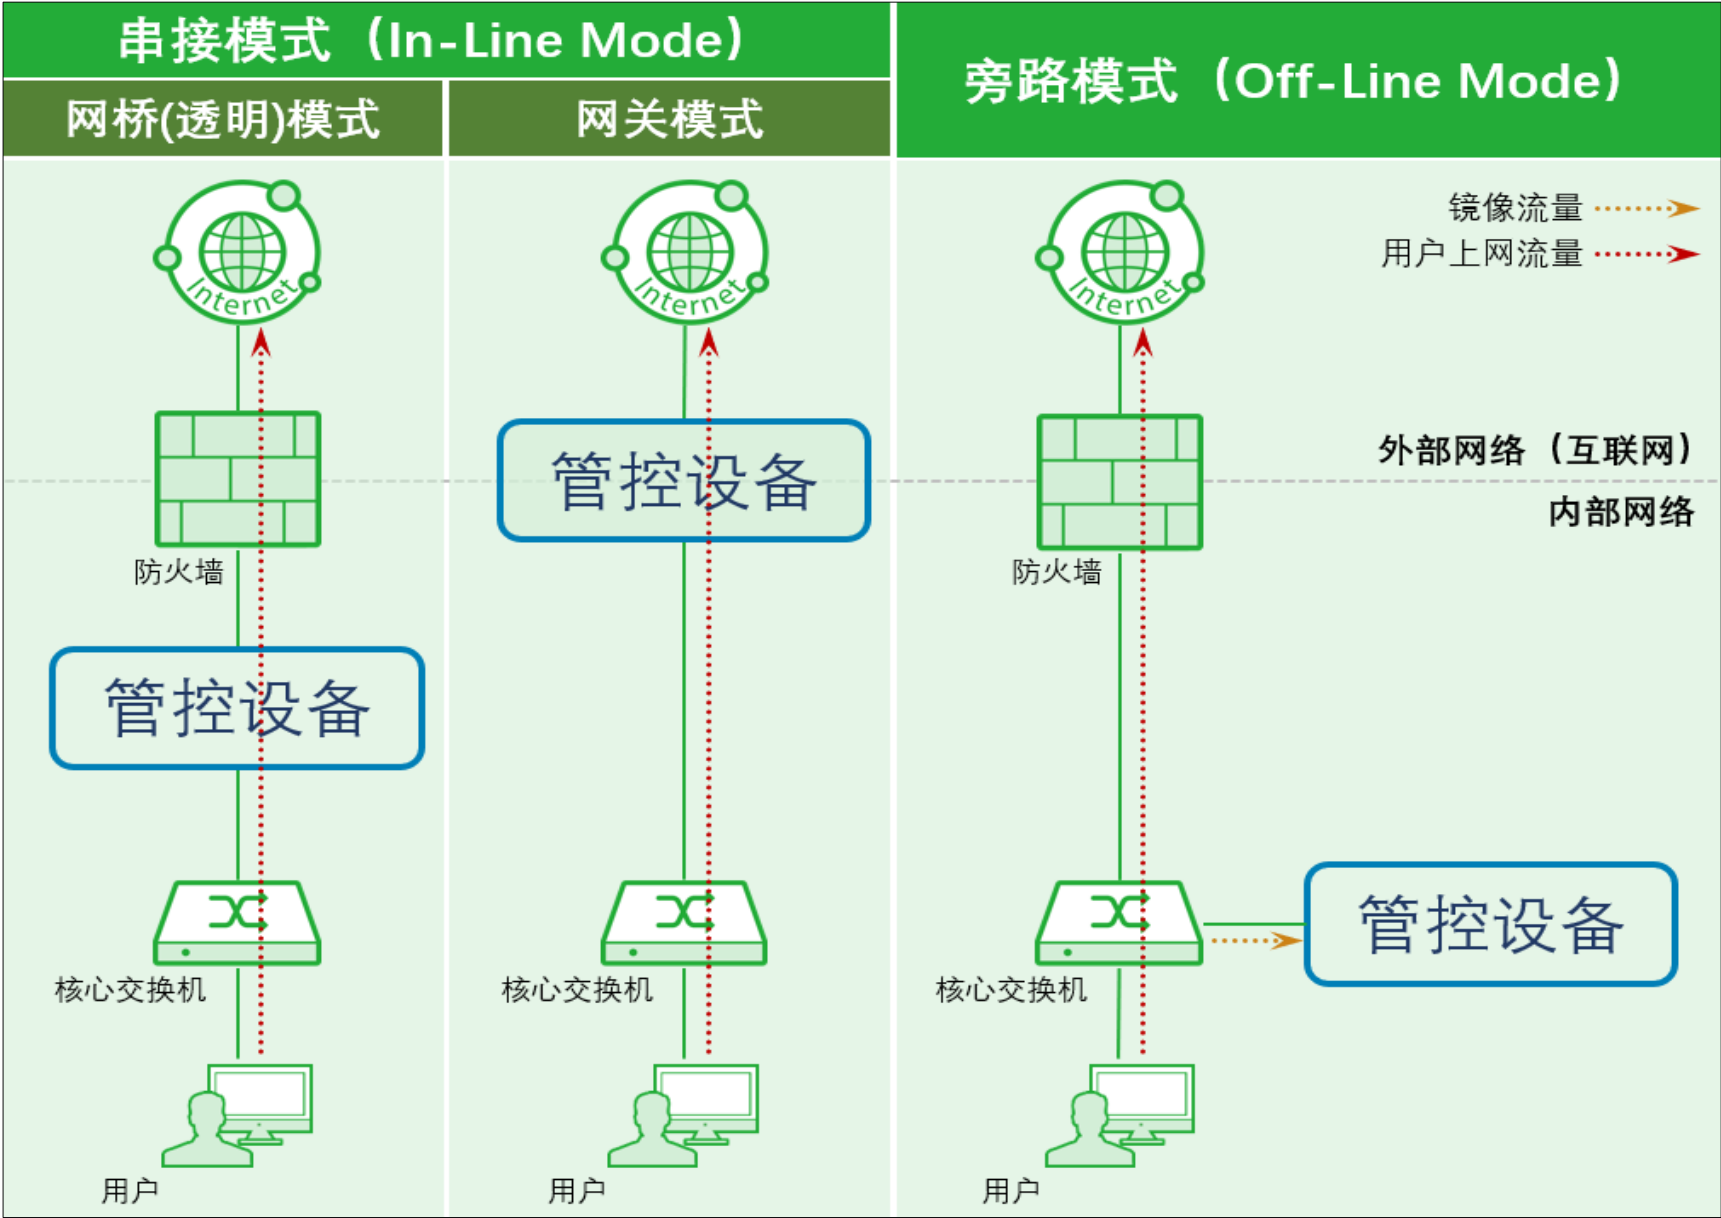 串接模式（In-Line Mode）
旁路模式（Off-Line Mode）
网桥(透明)模式
网关模式
Internet
Internet
Internet
镜像流量
用户上网流量
外部网络（互联网）
管控设备
内部网络
防火墙
防火墙
管控设备
管控设备
核心交换机
核心交换机
核心交换机
用户
用户
用户